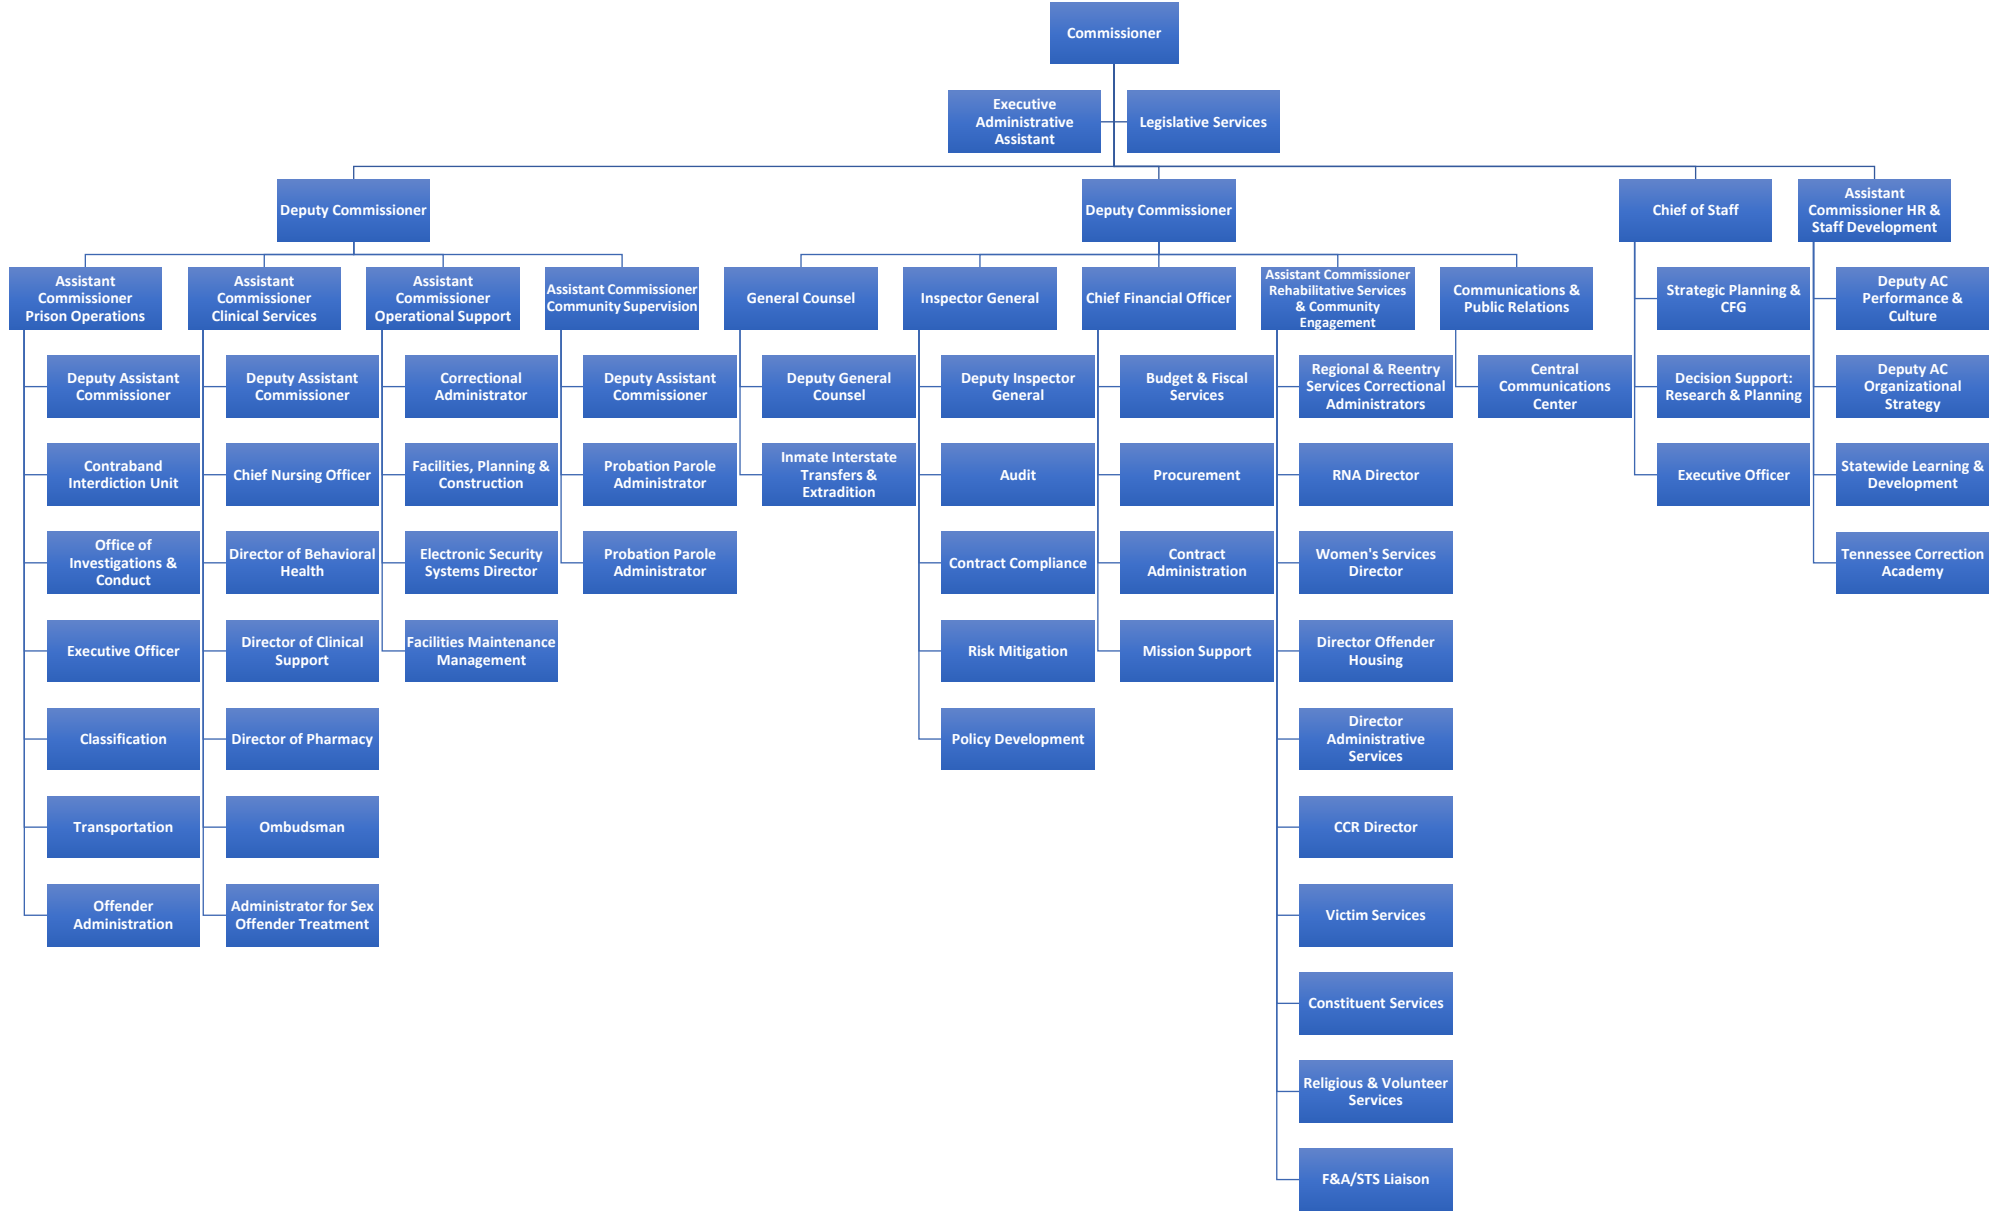 Commissioner
Executive
Administrative
Assistant
Legislative Services
Deputy Commissioner
Deputy Commissioner
Chief of Staff
Assistant
Commissioner HR &
Staff Development
Assistant
Commissioner
Prison Operations
Assistant
Commissioner
Clinical Services
Assistant
Commissioner
Operational Support
Assistant Commissioner
Community Supervision
General Counsel
Inspector General
Chief Financial Officer
Assistant Commissioner
Rehabilitative Services
& Community
Engagement
Communications &
Public Relations
Strategic Planning &
CFG
Deputy AC
Performance &
Culture
Deputy Assistant
Commissioner
Deputy Assistant
Commissioner
Correctional
Administrator
Deputy Assistant
Commissioner
Deputy General
Counsel
Deputy Inspector
General
Budget & Fiscal
Services
Regional & Reentry
Services Correctional
Administrators
Central
Communications
Center
Decision Support:
Research & Planning
Deputy AC
Organizational
Strategy
Contraband
Interdiction Unit
Chief Nursing Officer
Facilities, Planning &
Construction
Probation Parole
Administrator
Inmate Interstate
Transfers &
Extradition
Audit
Procurement
RNA Director
Executive Officer
Statewide Learning &
Development
Office of
Investigations &
Conduct
Director of Behavioral
Health
Electronic Security
Systems Director
Probation Parole
Administrator
Contract Compliance
Contract
Administration
Women's Services
Director
Tennessee Correction
Academy
Executive Officer
Director of Clinical
Support
Facilities Maintenance
Management
Risk Mitigation
Mission Support
Director Offender
Housing
Classification
Director of Pharmacy
Policy Development
Director
Administrative
Services
Transportation
Ombudsman
CCR Director
Offender
Administration
Administrator for Sex
Offender Treatment
Victim Services
Constituent Services
Religious & Volunteer
Services
F&A/STS Liaison